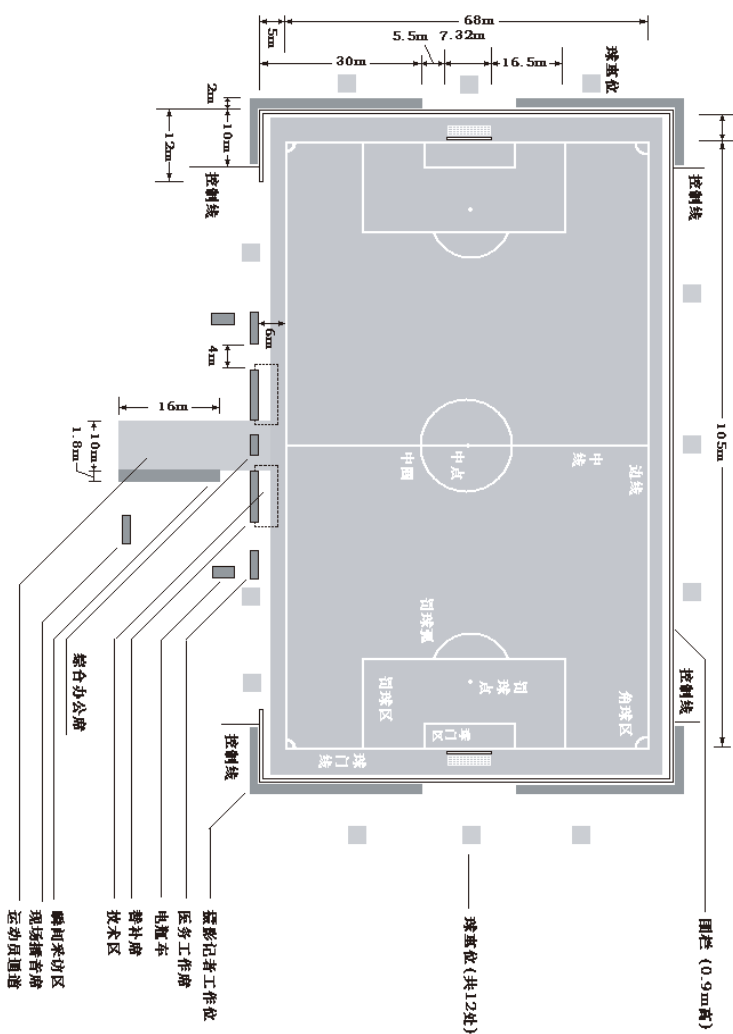 68m
5m
5.5m 7.32m
30m
16.5m
球童位
2m
10m
12m
控制线
控制线
105m
6m
4m
16m
10m
1.8m
中圆
中点
中线
边线
罚球弧
罚球点
罚球区
球门区
角球区
球门线
控制线
控制线
综合办公席
运动员通道
现场播音席
瞬间采访区
技术区
替补席
电瓶车
医务工作席
摄影记者工作位
球童位(共12处)
围栏(0.9m高)